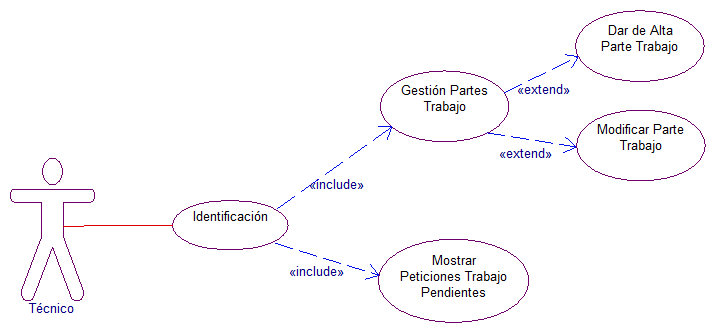 Dar de Alta
Parte Trabajo
Gestión Partes
Trabajo
«extend»
Modificar Parte
Trabajo
«extend»
«include»
Identificación
Mostrar
Peticiones Trabajo
Pendientes
«include»
Técnico